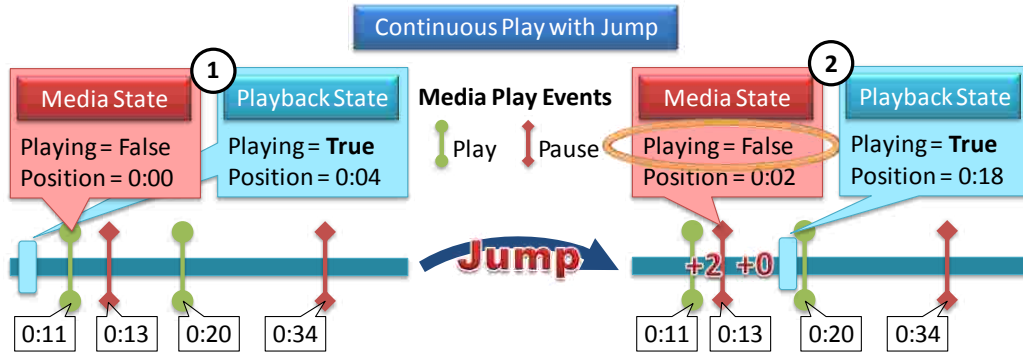 Continuous Play with Jump
1
Media State
Playing = False
Position = 0:00
Playback State
Playing = True
Position = 0:04
Media Play Events
Play
Pause
2
Media State
Playing = False
Position = 0:02
Playback State
Playing = True
Position = 0:18
Jump
+2 +0
0:11
0:13
0:20
0:34
0:11
0:13
0:20
0:34